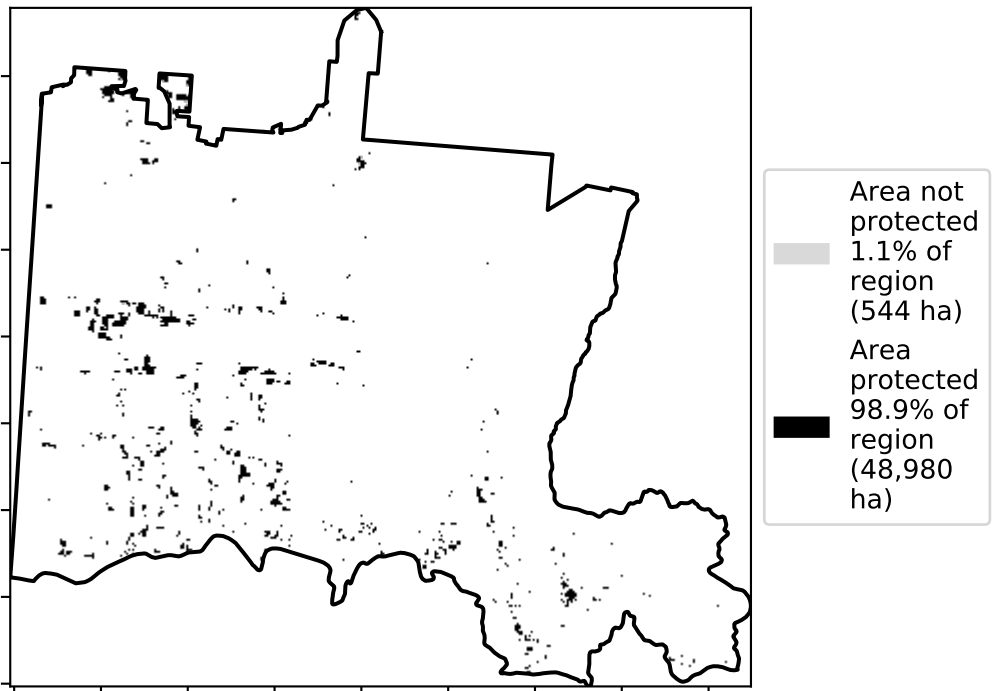 Area not
protected
1.1% of
region
(544 ha)
Area
protected
98.9% of
region
(48,980
ha)